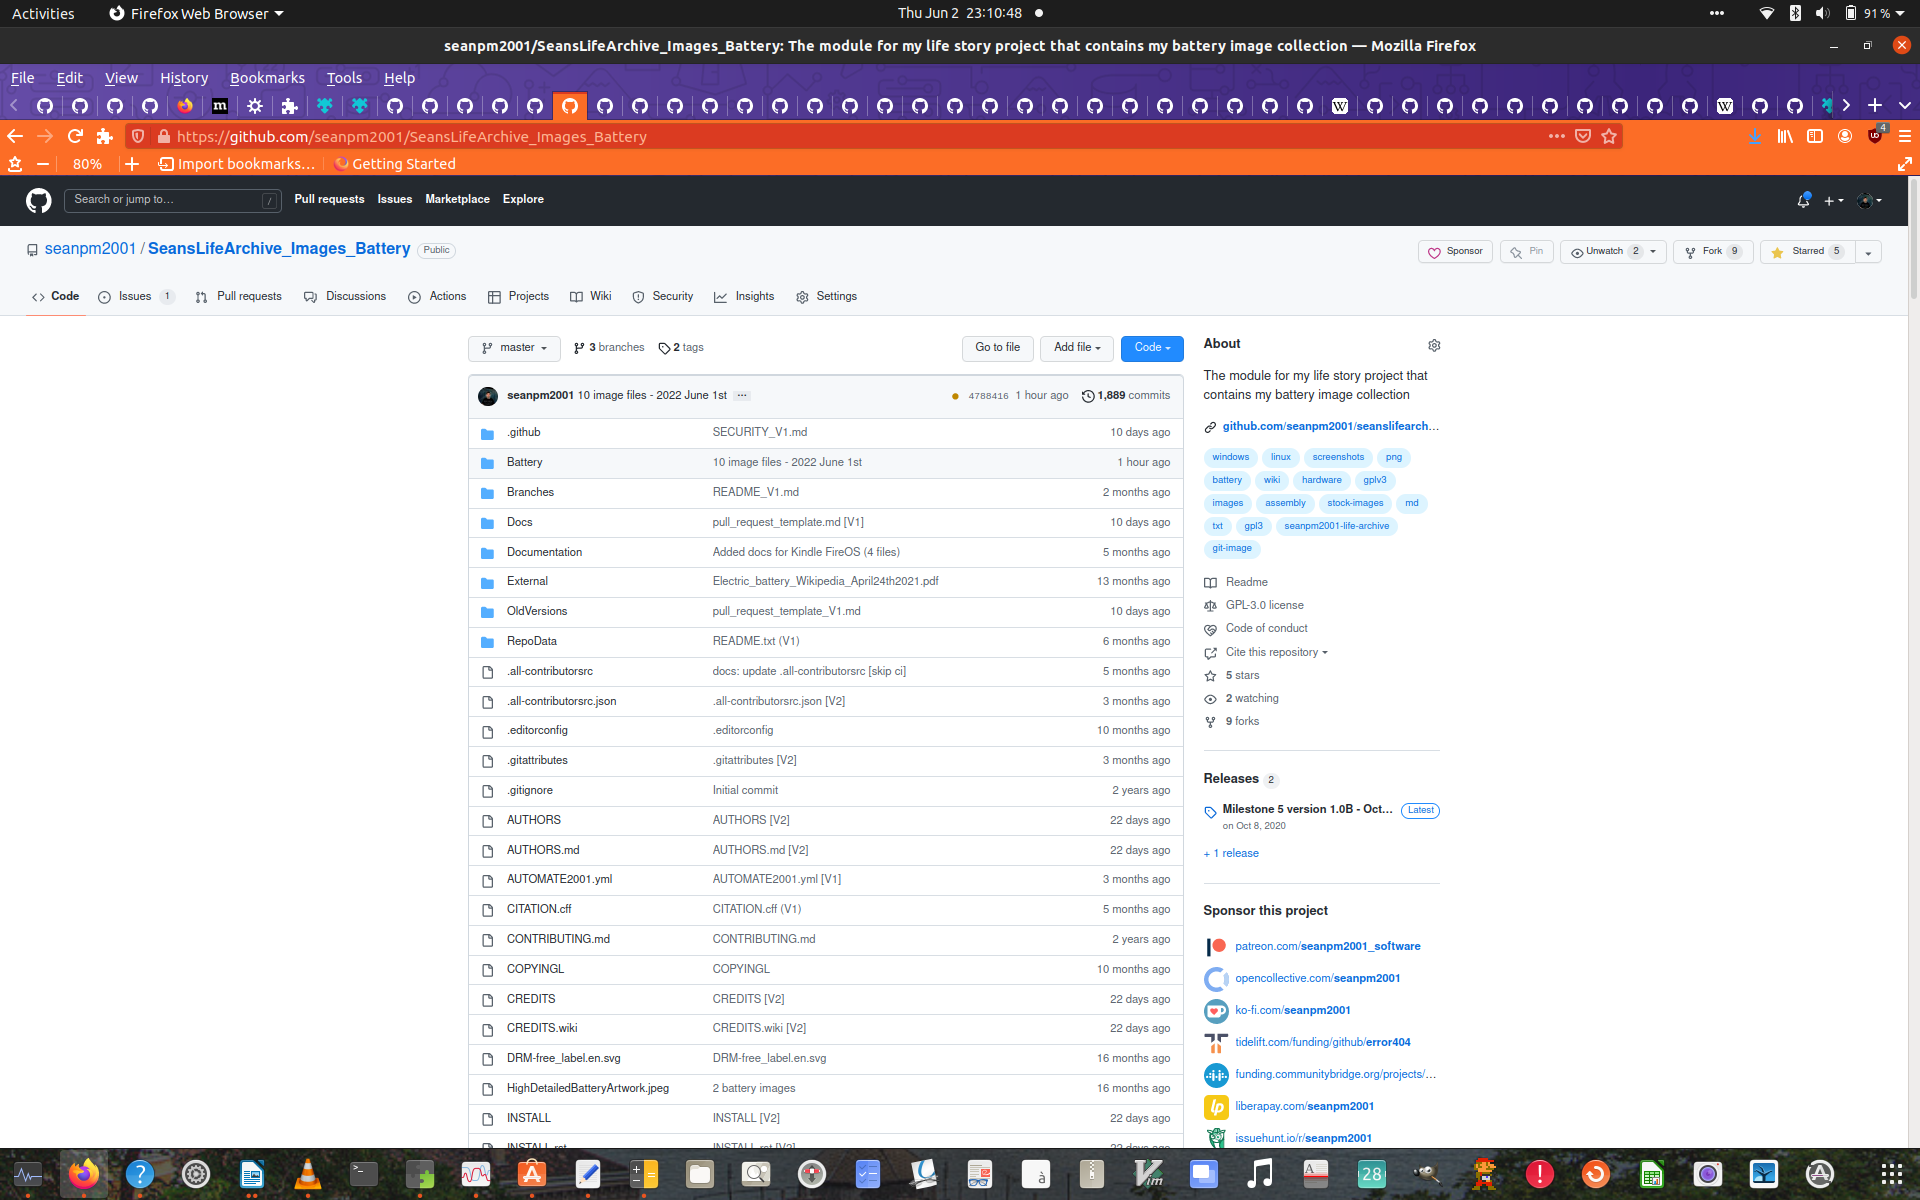 Activities Firefox Web Browser Thu Jun 2 23:10:48 91%
seanpm2001/SeansLifeArchive_Images_Battery: The module for my life story project that contains my battery image collection — Mozilla Firefox
File Edit View History Bookmarks Tools Help
https://github.com/seanpm2001/SeansLifeArchive_Images_Battery 4
80% Import bookmarks… Getting Started
Search or jump to… / Pull requests Issues Marketplace Explore
seanpm2001 / SeansLifeArchive_Images_Battery Public Sponsor Pin Unwatch 2 Fork 9 Starred 5
Code Issues 1 Pull requests Discussions Actions Projects Wiki Security Insights Settings
master 3 branches 2 tags Go to file Add file Code
seanpm2001 10 image files - 2022 June 1st ... 4788416 1 hour ago 1,889 commits
.github SECURITY_V1.md 10 days ago
Battery 10 image files - 2022 June 1st 1 hour ago
Branches README_V1.md 2 months ago
Docs pull_request_template.md [V1] 10 days ago
Documentation Added docs for Kindle FireOS (4 files) 5 months ago
External Electric_battery_Wikipedia_April24th2021.pdf 13 months ago
OldVersions pull_request_template_V1.md 10 days ago
RepoData README.txt (V1) 6 months ago
.all-contributorsrc docs: update .all-contributorsrc [skip ci] 5 months ago
.all-contributorsrc.json .all-contributorsrc.json [V2] 3 months ago
.editorconfig .editorconfig 10 months ago
.gitattributes .gitattributes [V2] 3 months ago
.gitignore Initial commit 2 years ago
AUTHORS AUTHORS [V2] 22 days ago
AUTHORS.md AUTHORS.md [V2] 22 days ago
AUTOMATE2001.yml AUTOMATE2001.yml [V1] 3 months ago
CITATION.cff CITATION.cff (V1) 5 months ago
CONTRIBUTING.md CONTRIBUTING.md 2 years ago
COPYINGL COPYINGL 10 months ago
CREDITS CREDITS [V2] 22 days ago
CREDITS.wiki CREDITS.wiki [V2] 22 days ago
DRM-free_label.en.svg DRM-free_label.en.svg 16 months ago
HighDetailedBatteryArtwork.jpeg 2 battery images 16 months ago
INSTALL INSTALL [V2] 22 days ago
INSTALL.rst INSTALL.rst [V2] 22 days ago
About
The module for my life story project that
contains my battery image collection
github.com/seanpm2001/seanslifearch…
windows linux screenshots png
battery wiki hardware gplv3
images assembly stock-images md
txt gpl3 seanpm2001-life-archive
git-image
Readme
GPL-3.0 license
Code of conduct
Cite this repository
5 stars
2 watching
9 forks
Releases 2
Milestone 5 version 1.0B - Oct… Latest
on Oct 8, 2020
+ 1 release
Sponsor this project
patreon.com/seanpm2001_software
opencollective.com/seanpm2001
ko-fi.com/seanpm2001
tidelift.com/funding/github/error404
funding.communitybridge.org/projects/…
liberapay.com/seanpm2001
issuehunt.io/r/seanpm2001
28